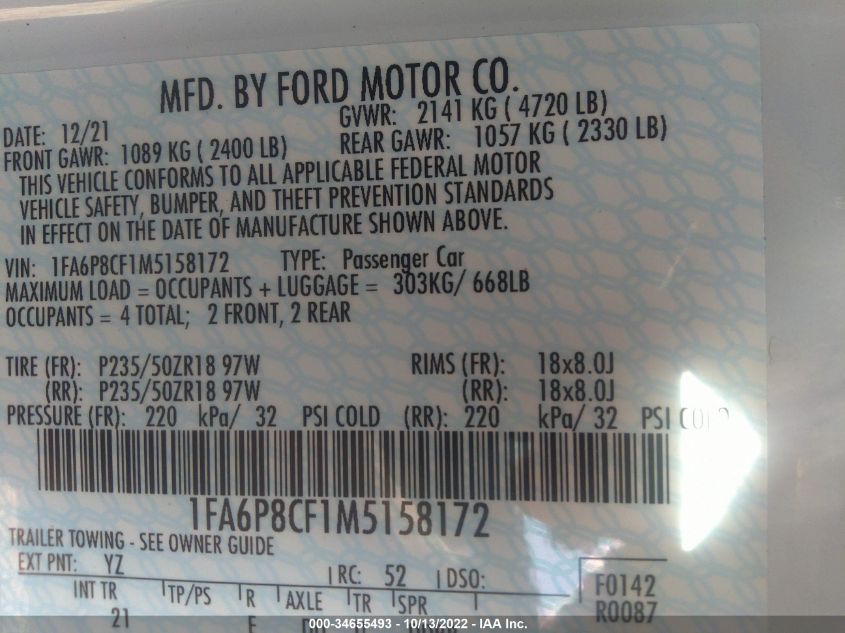 MFD. BY FORD MOTOR CO.
DATE: 12/21 GVWR: 2141 KG ( 4720 LB)
FRONT GAWR: 1089 KG ( 2400 LB) REAR GAWR: 1057 KG ( 2330 LB)
THIS VEHICLE CONFORMS TO ALL APPLICABLE FEDERAL MOTOR
VEHICLE SAFETY, BUMPER, AND THEFT PREVENTION STANDARDS
IN EFFECT ON THE DATE OF MANUFACTURE SHOWN ABOVE.
VIN: 1FA6P8CF1M5158172 TYPE: Passenger Car
MAXIMUM LOAD = OCCUPANTS + LUGGAGE = 303KG/ 668LB
OCCUPANTS = 4 TOTAL; 2 FRONT, 2 REAR
TIRE (FR): P235/50ZR18 97W RIMS (FR): 18x8.0J
(RR): P235/50ZR18 97W (RR): 18x8.0J
PRESSURE (FR): 220 kPa/ 32 PSI COLD (RR): 220 kPa/ 32 PSI COLD
1FA6P8CF1M5158172
TRAILER TOWING - SEE OWNER GUIDE
EXT PNT: YZ RC: 52 DSO: F0142
INT TR TP/PS R AXLE TR SPR R0087
21
000-34655493 - 10/13/2022 - IAA Inc.